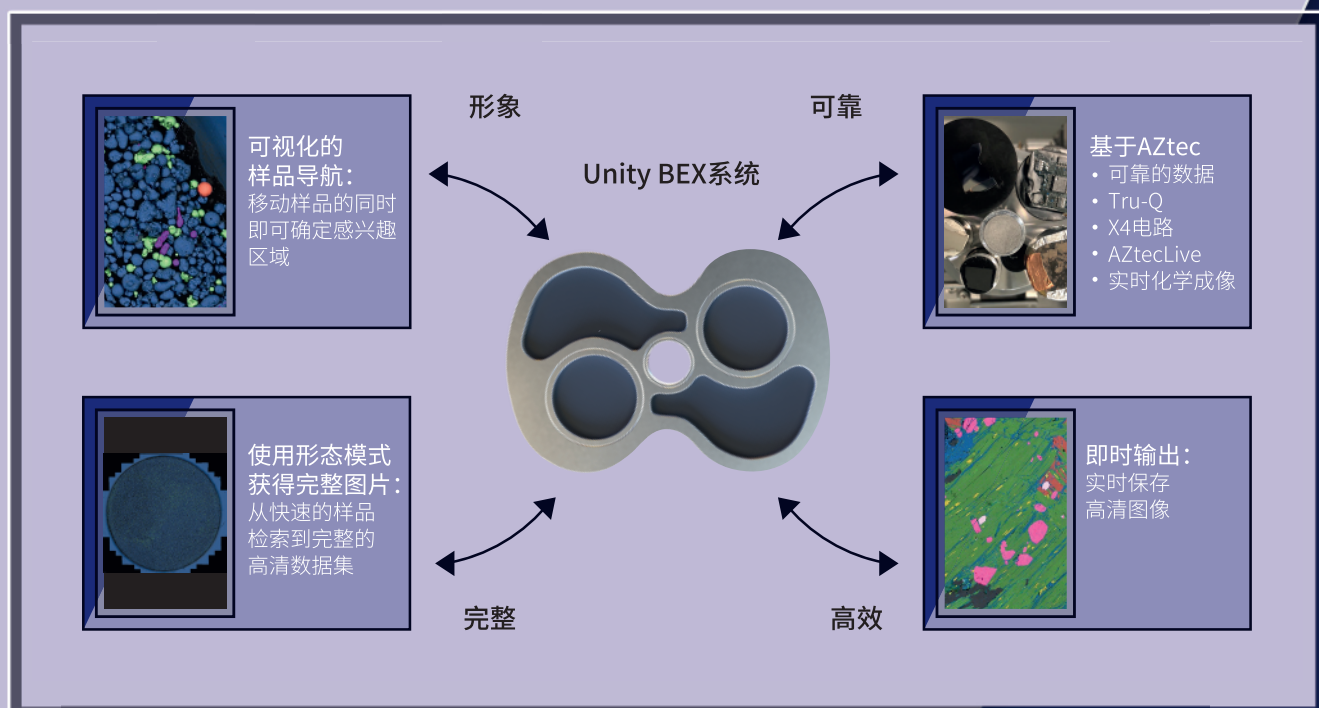 形象
可靠
Unity BEX系统
可视化的
样品导航：
移动样品的同时
即可确定感兴趣
区域
基于AZtec
• 可靠的数据
• Tru-Q
• X4电路
• AZtecLive
• 实时化学成像
使用形态模式
获得完整图片：
从快速的样品
检索到完整的
高清数据集
即时输出：
实时保存
高清图像
完整
高效